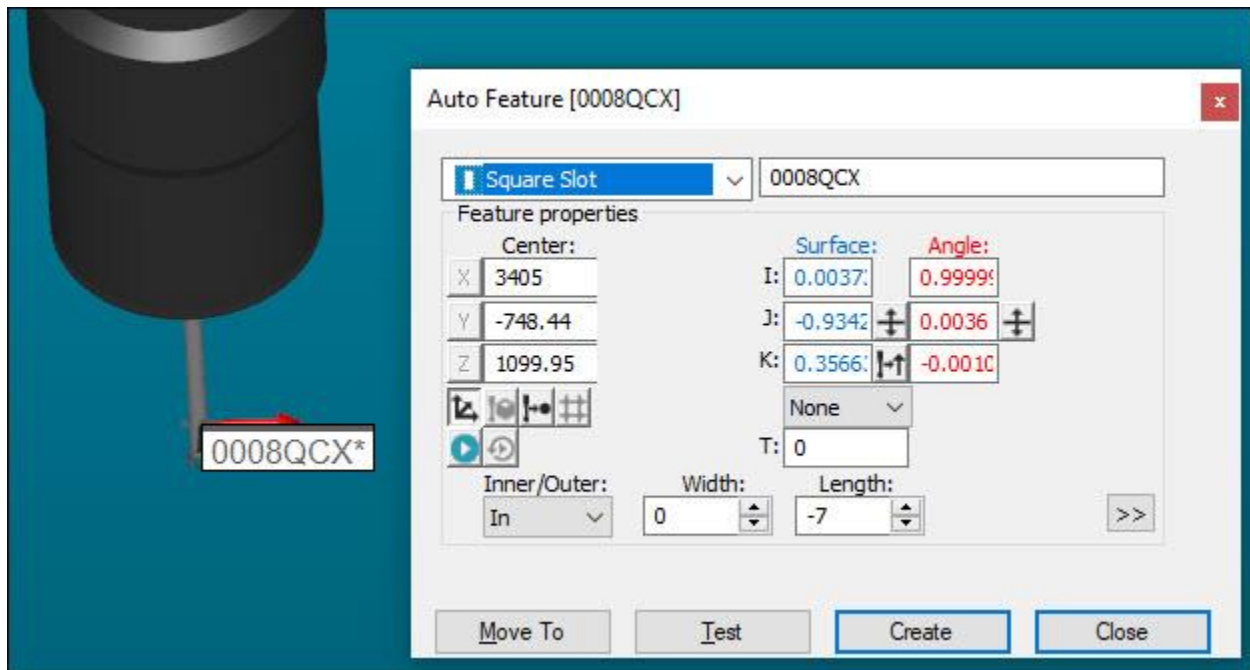 Auto Feature [0008QCX]
x
Square Slot 0008QCX
Feature properties
Center: Surface: Angle:
X 3405 I: 0.0037 0.9999
Y -748.44 J: -0.9342 0.0036
Z 1099.95 K: 0.3566 -0.0010
None
T: 0
0008QCX*
Inner/Outer: Width: Length:
In 0 -7 >>
Move To Test Create Close